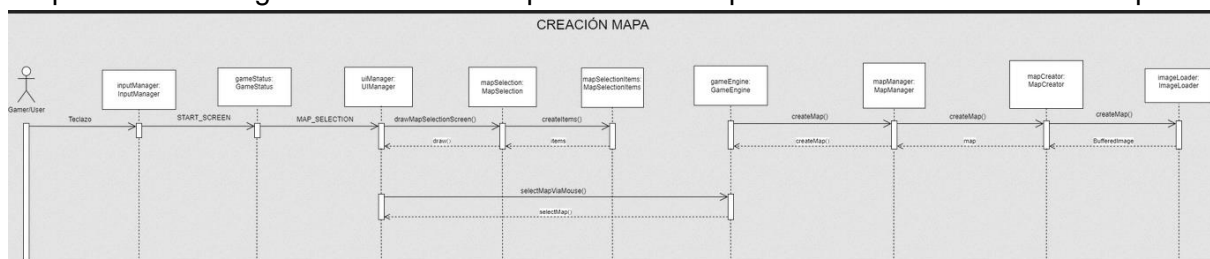 CREACIÓN MAPA
Gamer/User
inputManager:
InputManager
gameStatus:
GameStatus
uiManager:
UIManager
mapSelection:
MapSelection
mapSelectionItems:
MapSelectionItems
gameEngine:
GameEngine
mapManager:
MapManager
mapCreator:
MapCreator
imageLoader:
ImageLoader
Teclazo
START_SCREEN
MAP_SELECTION
drawMapSelectionScreen()
createItems()
createMap()
createMap()
createMap()
draw()
items
createMap()
map
BufferedImage
selectMapViaMouse()
selectMap()